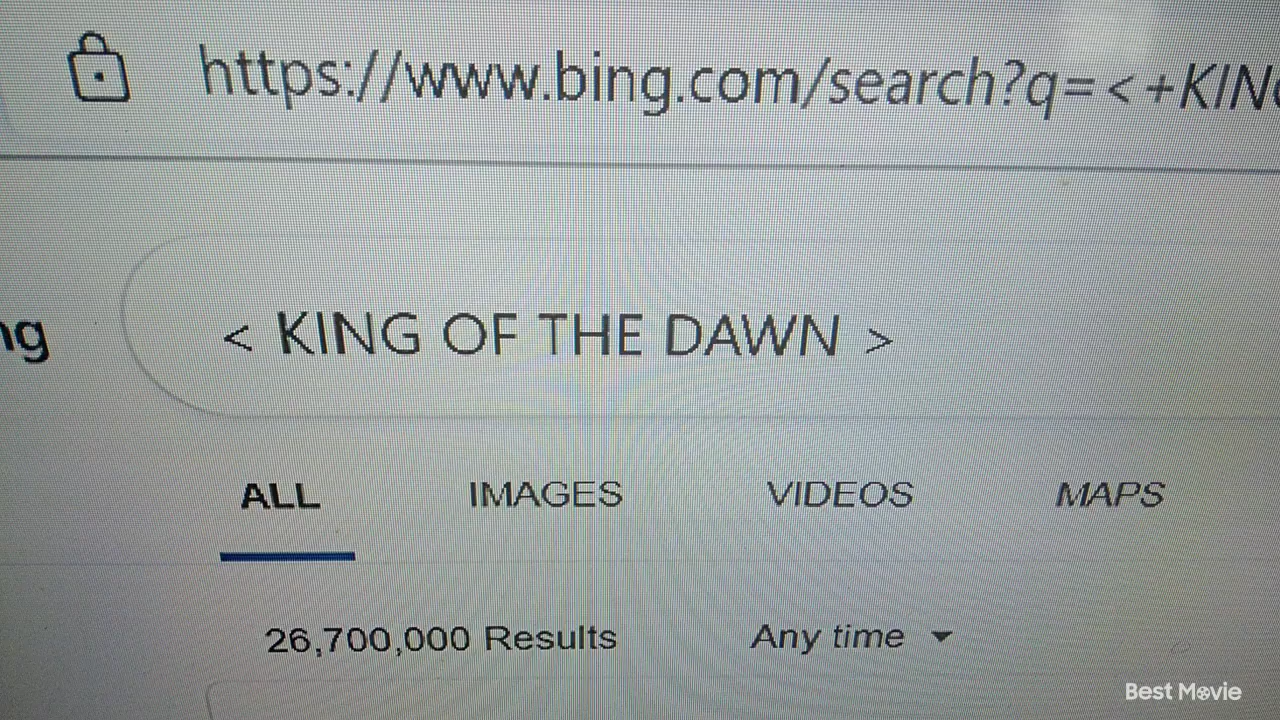 https://www.bing.com/search?q=<+KING
ng
< KING OF THE DAWN >
ALL IMAGES VIDEOS MAPS
26,700,000 Results Any time
Best Movie